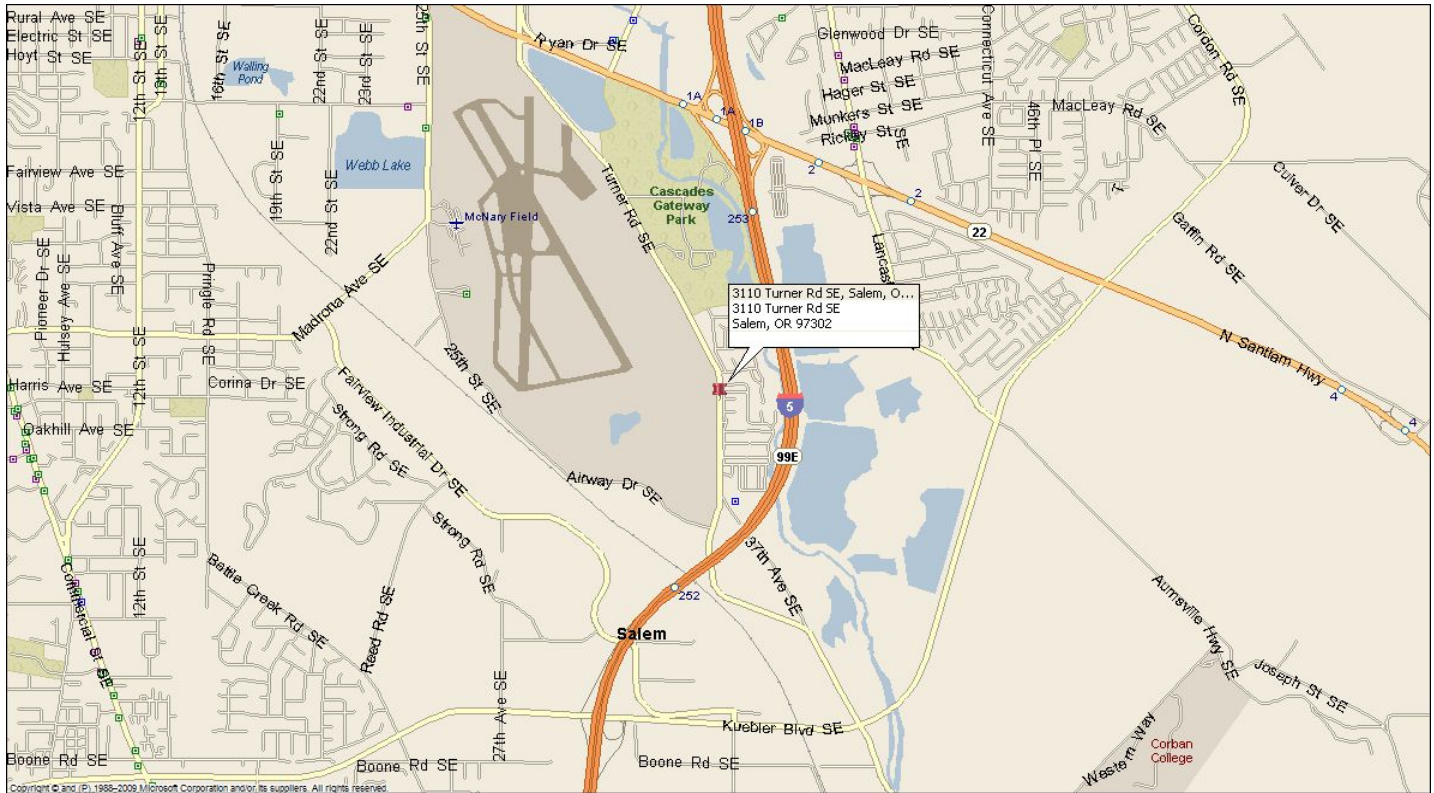 Rural Ave SE
Electric St SE
Hoyt St SE
12th St SE
13th St SE
16th St SE
Walling
Pond
22nd St SE
23rd St SE
25th St SE
Ryan Dr SE
1A
1A
1B
Glenwood Dr SE
MacLeay Rd SE
Hager St SE
Munkers St SE
Rickey St SE
Connecticut Ave SE
46th Pl SE
MacLeay Rd SE
Cordon Rd SE
Webb Lake
Fairview Ave SE
19th St SE
22nd St SE
Vista Ave SE
Bluff Ave SE
McNary Field
Turner Rd SE
Cascades
Gateway
Park
253
2
2
22
Culver Dr SE
Gaffin Rd SE
Pioneer Dr SE
Hulsey Ave SE
12th St SE
Pringle Rd SE
Madrona Ave SE
3110 Turner Rd SE, Salem, O...
3110 Turner Rd SE
Salem, OR 97302
N Santiam Hwy
4
4
Harris Ave SE
Corina Dr SE
25th St SE
Fairview Industrial Dr SE
Strong Rd SE
5
99E
Oakhill Ave SE
Airway Dr SE
Strong Rd SE
37th Ave SE
12th St SE
Commercial St SE
Battle Creek Rd SE
Reed Rd SE
252
Salem
27th Ave SE
Aumsville Hwy SE
Joseph St SE
Kuebler Blvd SE
Western Way
Corban
College
Boone Rd SE
Boone Rd SE
Boone Rd SE
Copyright © and (P) 1988–2009 Microsoft Corporation and/or its suppliers. All rights reserved.